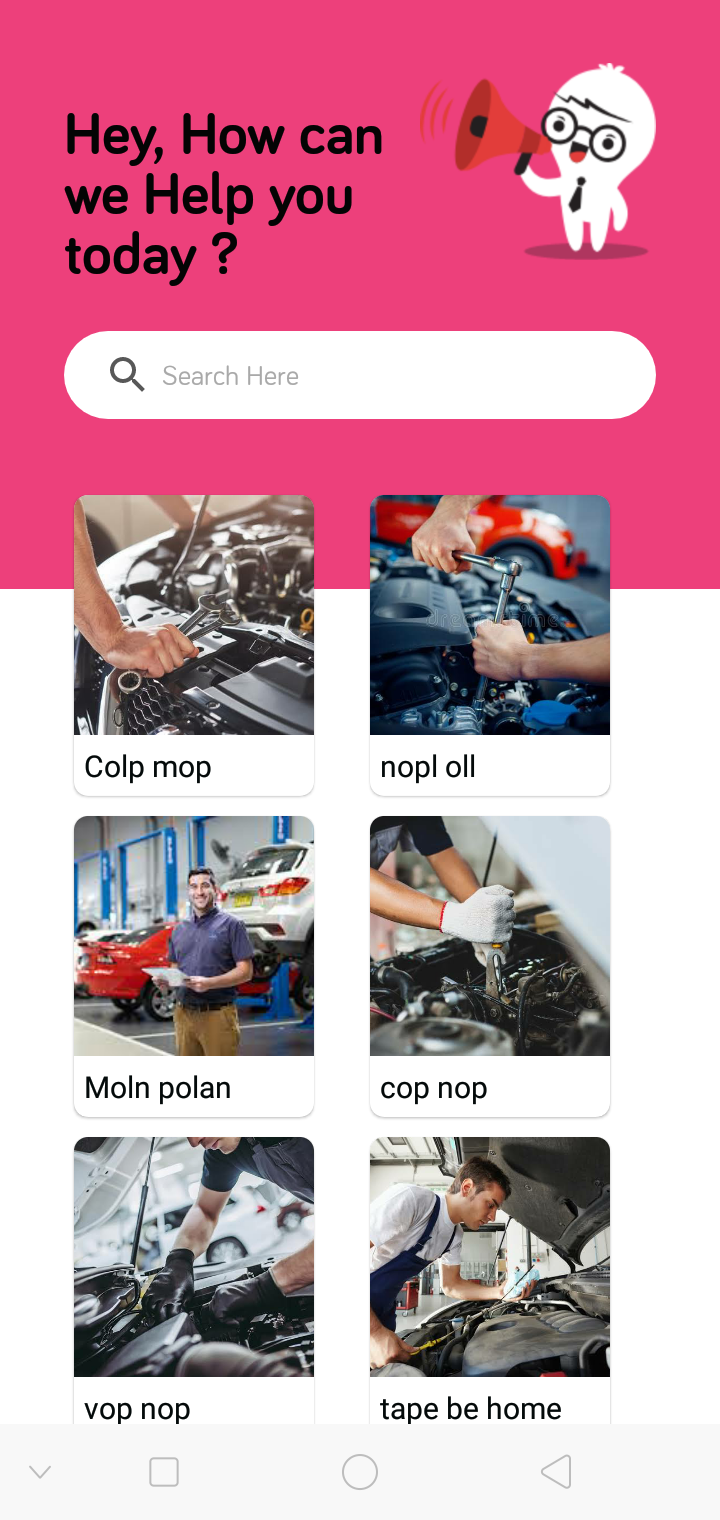 Hey, How can
we Help you
today ?
Search Here
Colp mop
nopl oll
Moln polan
cop nop
vop nop
tape be home